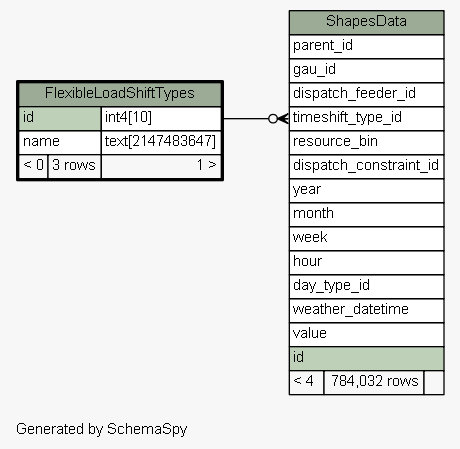 FlexibleLoadShiftTypes
id int4[10]
name text[2147483647]
< 0 3 rows 1 >
ShapesData
parent_id
gau_id
dispatch_feeder_id
timeshift_type_id
resource_bin
dispatch_constraint_id
year
month
week
hour
day_type_id
weather_datetime
value
id
< 4 784,032 rows
Generated by SchemaSpy